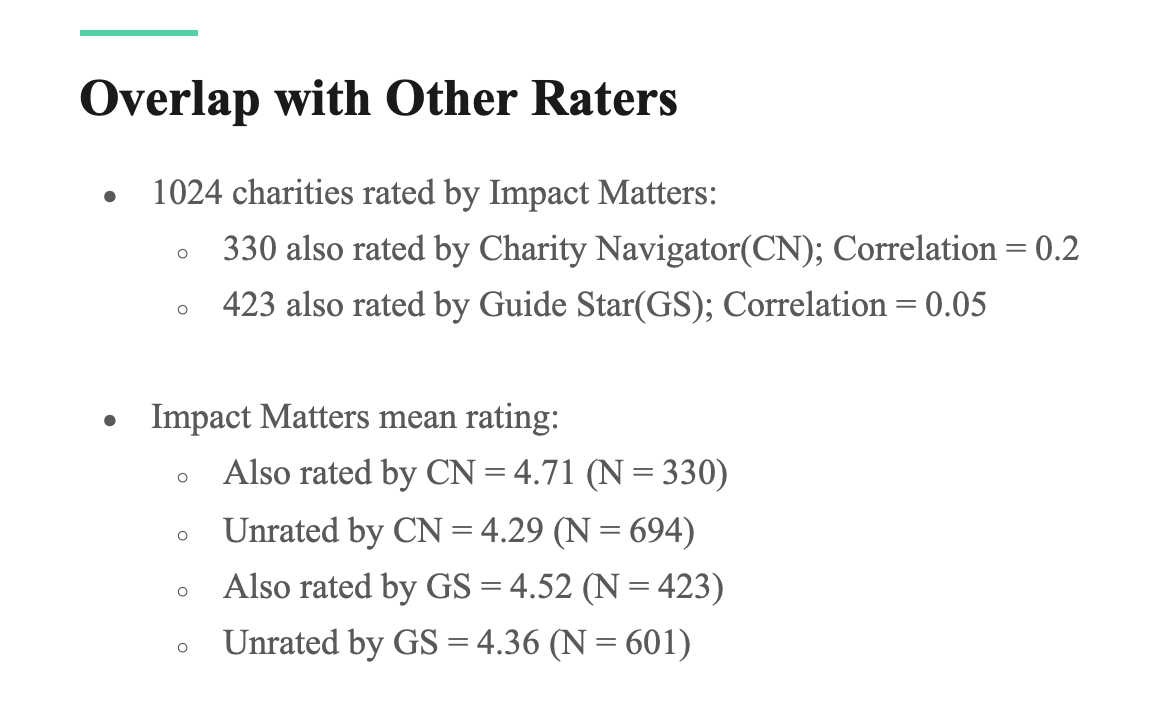 Overlap with Other Raters
● 1024 charities rated by Impact Matters:
○ 330 also rated by Charity Navigator(CN); Correlation = 0.2
○ 423 also rated by Guide Star(GS); Correlation = 0.05
● Impact Matters mean rating:
○ Also rated by CN = 4.71 (N = 330)
○ Unrated by CN = 4.29 (N = 694)
○ Also rated by GS = 4.52 (N = 423)
○ Unrated by GS = 4.36 (N = 601)